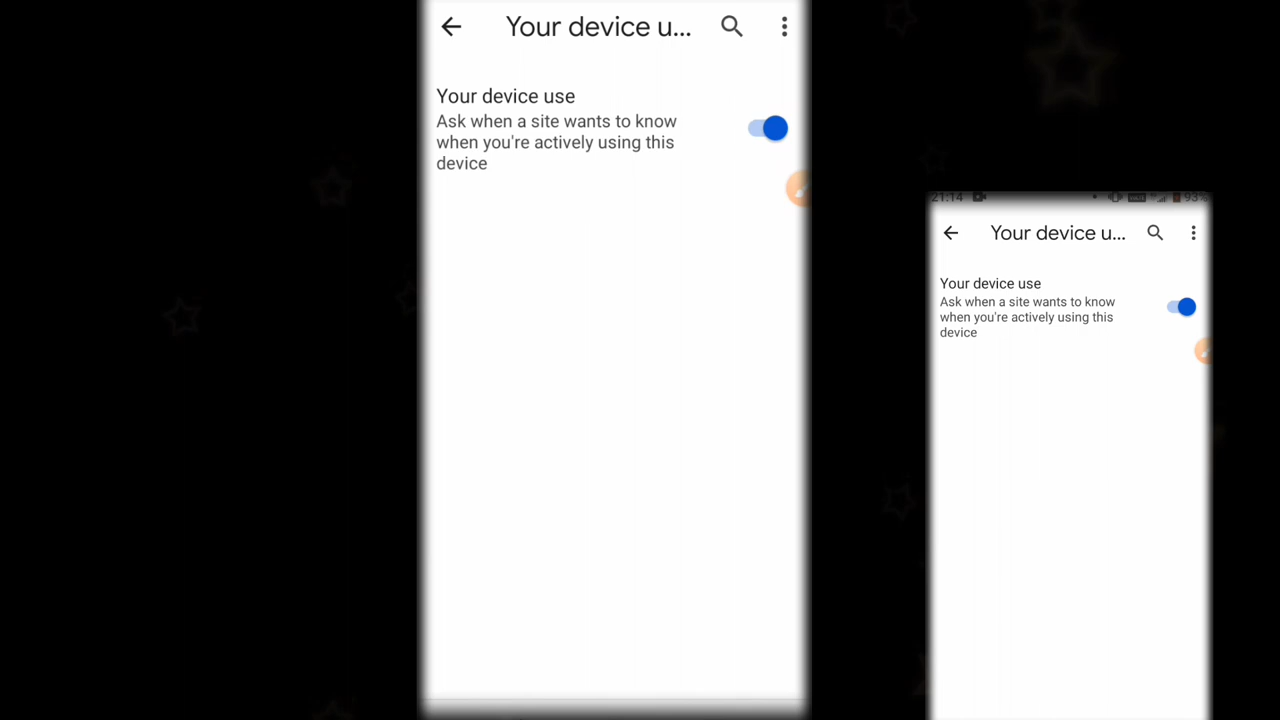 Your device u...
Your device use
Ask when a site wants to know
when you're actively using this
device
21:14
93%
Your device u...
Your device use
Ask when a site wants to know
when you're actively using this
device